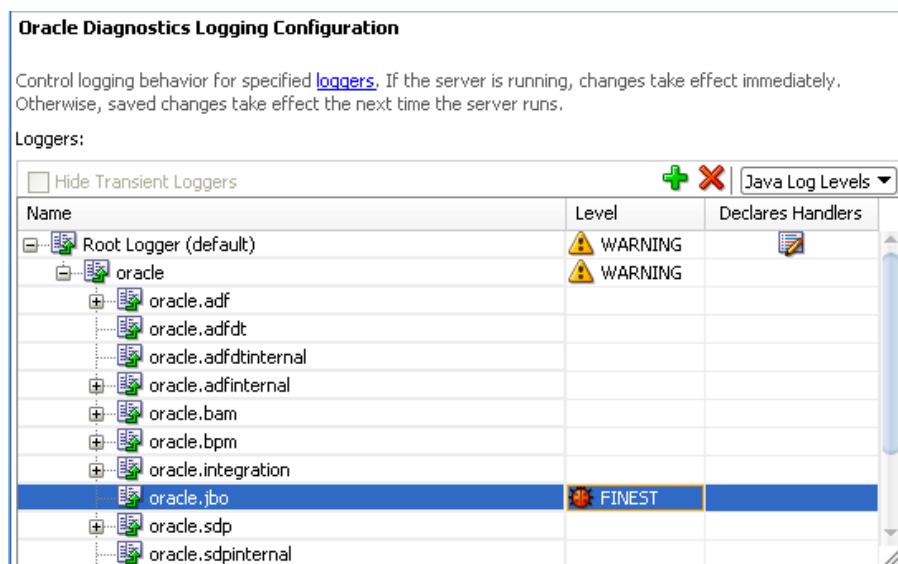 Oracle Diagnostics Logging Configuration
Control logging behavior for specified loggers. If the server is running, changes take effect immediately.
Otherwise, saved changes take effect the next time the server runs.
Loggers:
Hide Transient Loggers Java Log Levels
Name Level Declares Handlers
Root Logger (default) WARNING
oracle WARNING
oracle.adf
oracle.adfdt
oracle.adfdtinternal
oracle.adfinternal
oracle.bam
oracle.bpm
oracle.integration
oracle.jbo FINEST
oracle.sdp
oracle.sdpinternal